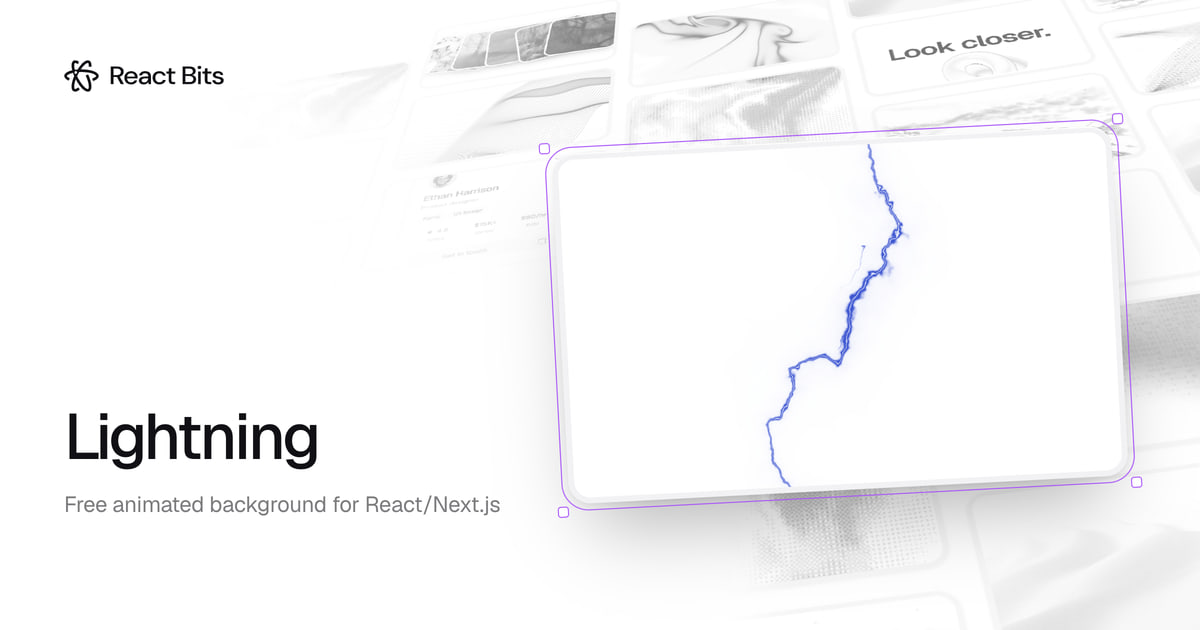 React Bits
Look closer.
Ethan Harrison
Lightning
Free animated background for React/Next.js